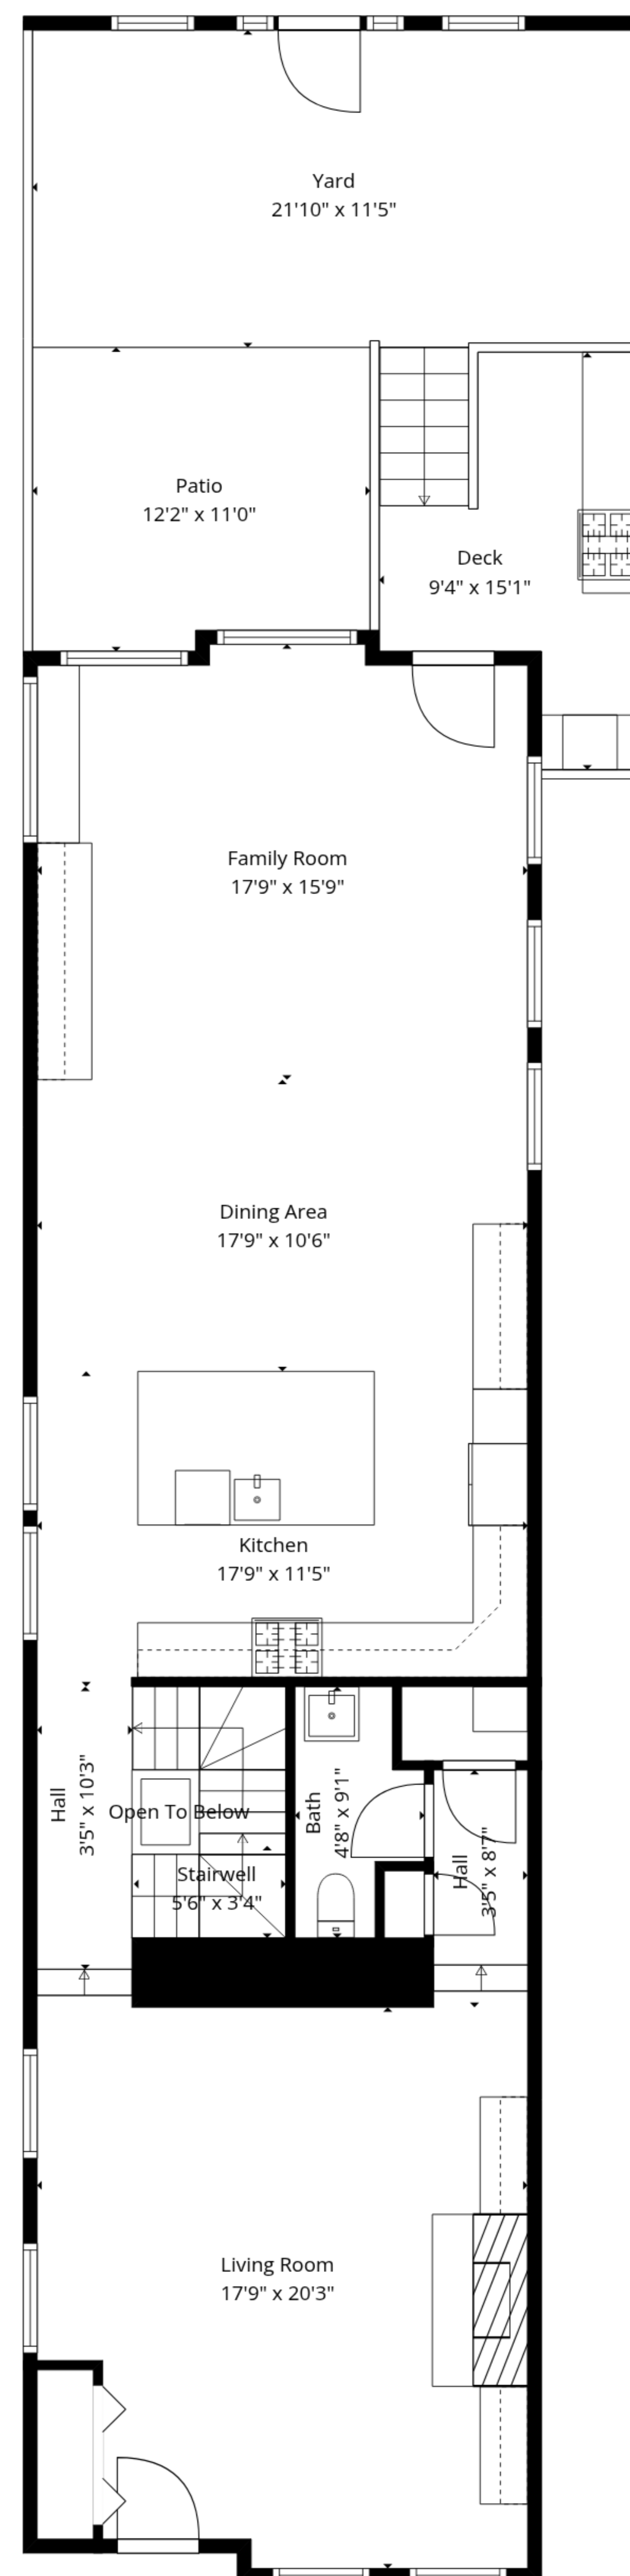 Yard
21'10" x 11'5"
Patio
12'2" x 11'0"
Deck
9'4" x 15'1"
Family Room
17'9" x 15'9"
Dining Area
17'9" x 10'6"
Kitchen
17'9" x 11'5"
Hall
3'5" x 10'3"
Open To Below
Stairwell
5'6" x 3'4"
Bath
4'8" x 9'1"
Hall
3'5" x 8'7"
Living Room
17'9" x 20'3"